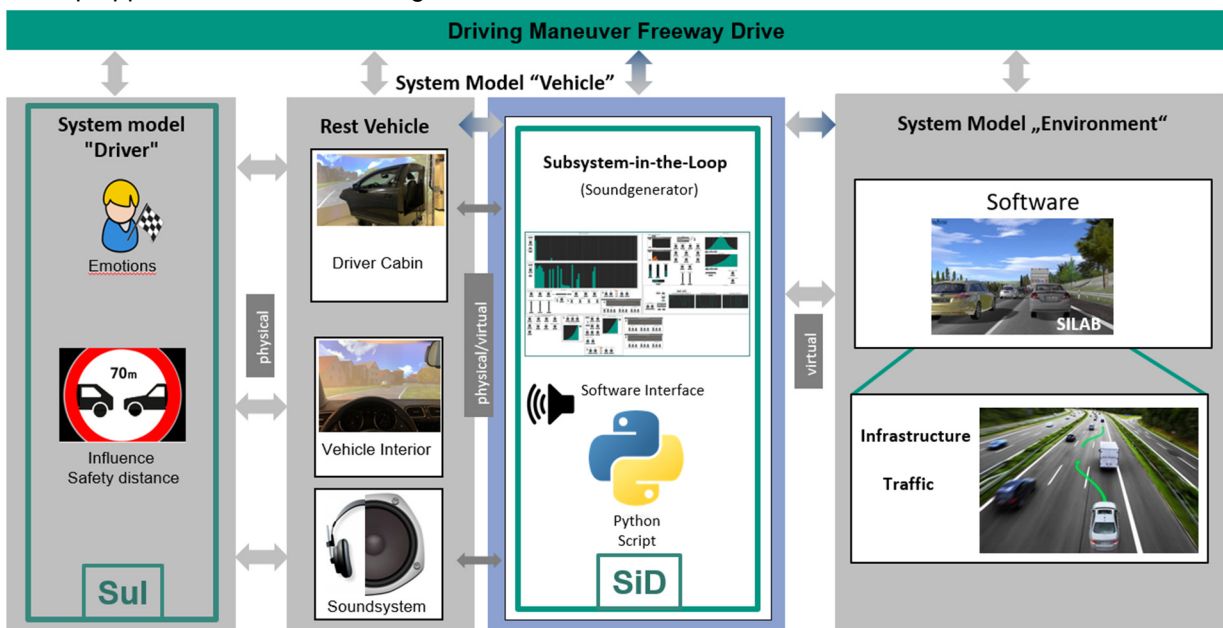 Driving Maneuver Freeway Drive
System Model “Vehicle”
System model
"Driver"
Emotions
70m
Influence
Safety distance
SuI
physical
Rest Vehicle
Driver Cabin
Vehicle Interior
Soundsystem
physical/virtual
Subsystem-in-the-Loop
(Soundgenerator)
Software Interface
Python
Script
SiD
virtual
System Model „Environment“
Software
SILAB
Infrastructure
Traffic